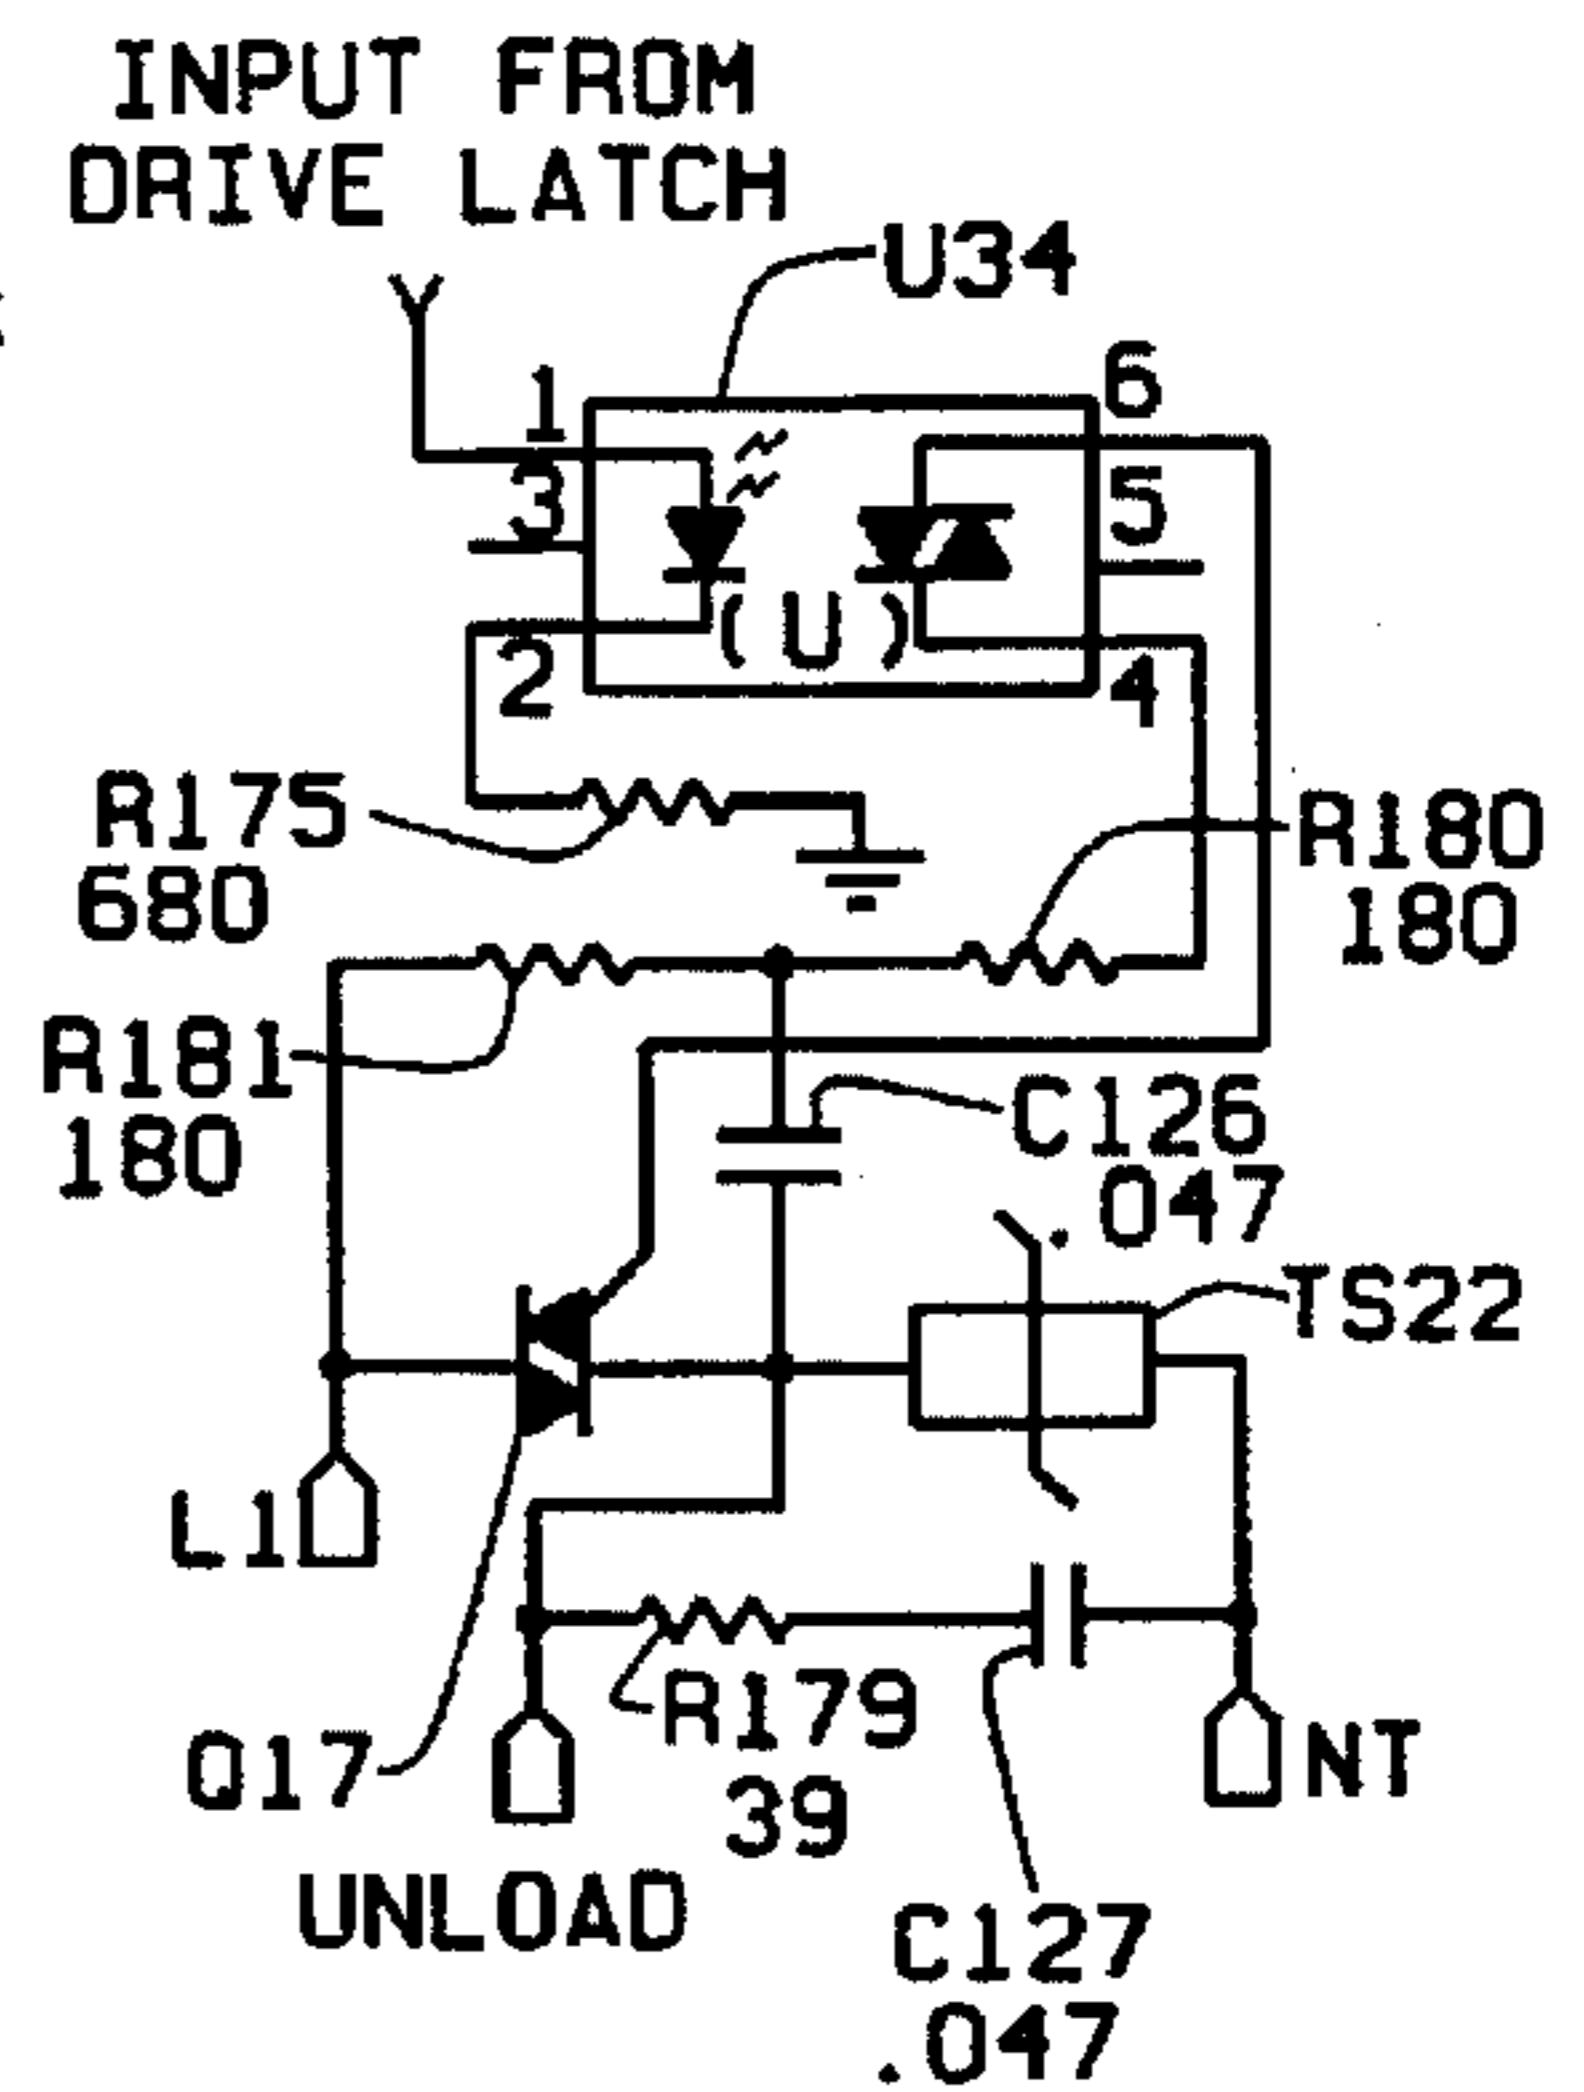 INPUT FROM
DRIVE LATCH
U34
1
6
3
5
(U)
2
4
R175
680
R180
180
R181
180
C126
.047
TS22
L1
R179
39
Q17
NT
UNLOAD
C127
.047